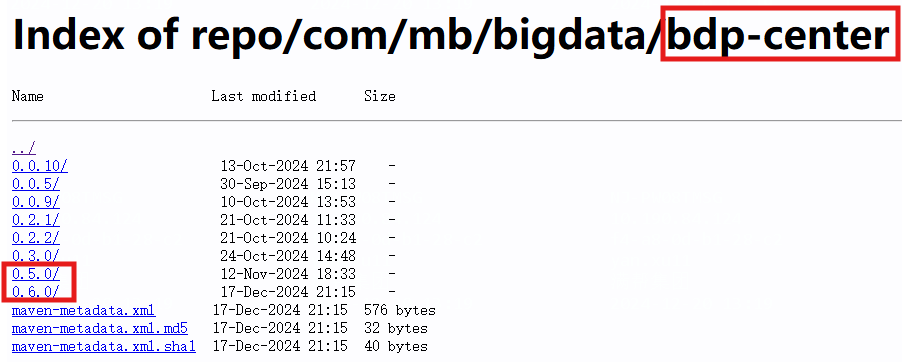 Index of repo/com/mb/bigdata/bdp-center
Name Last modified Size
../
0.0.10/ 13-Oct-2024 21:57 -
0.0.5/ 30-Sep-2024 15:13 -
0.0.9/ 10-Oct-2024 13:53 -
0.2.1/ 21-Oct-2024 11:33 -
0.2.2/ 21-Oct-2024 10:24 -
0.3.0/ 24-Oct-2024 14:48 -
0.5.0/ 12-Nov-2024 18:33 -
0.6.0/ 17-Dec-2024 21:15 -
maven-metadata.xml 17-Dec-2024 21:15 576 bytes
maven-metadata.xml.md5 17-Dec-2024 21:15 32 bytes
maven-metadata.xml.sha1 17-Dec-2024 21:15 40 bytes